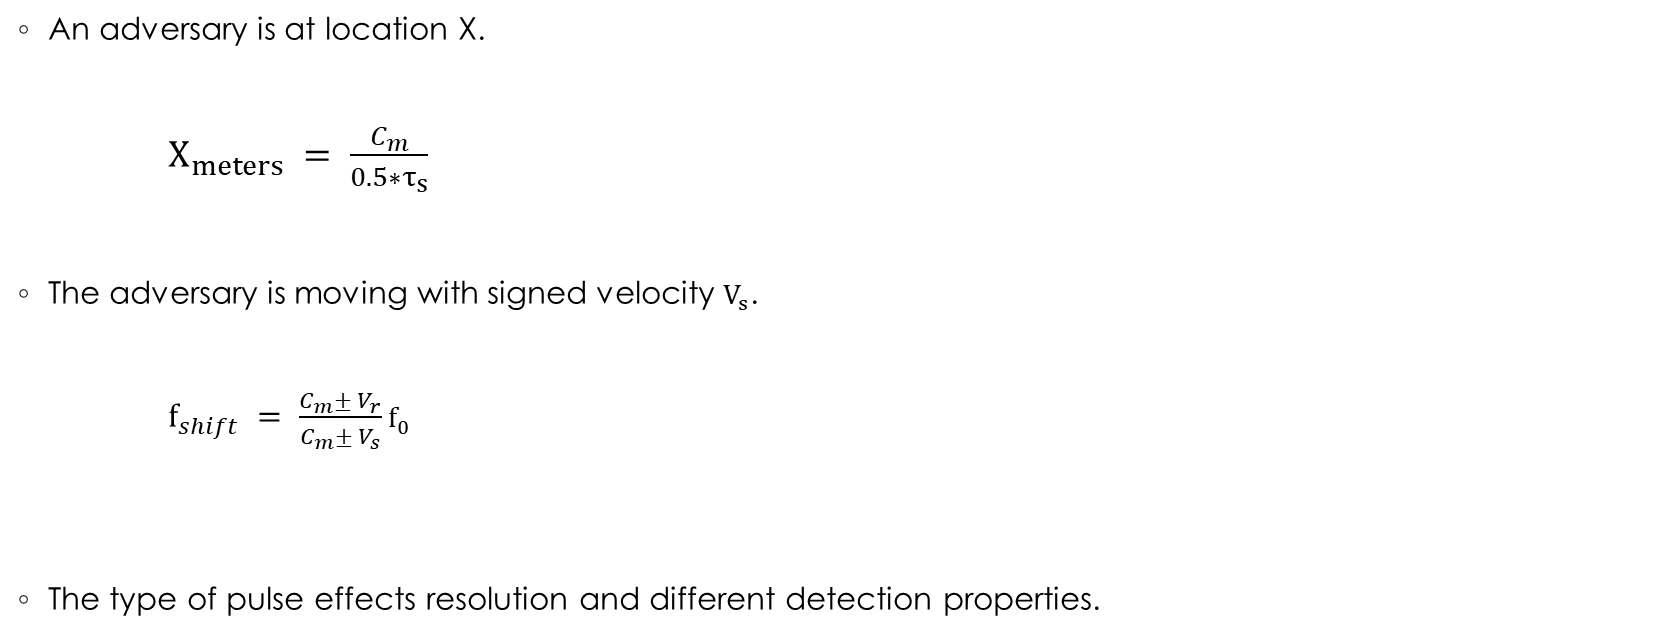 ◦ An adversary is at location X.
X_meters = C_m / 0.5*τ_s
◦ The adversary is moving with signed velocity V_s.
f_shift = C_m ± V_r / C_m ± V_s f_0
◦ The type of pulse effects resolution and different detection properties.